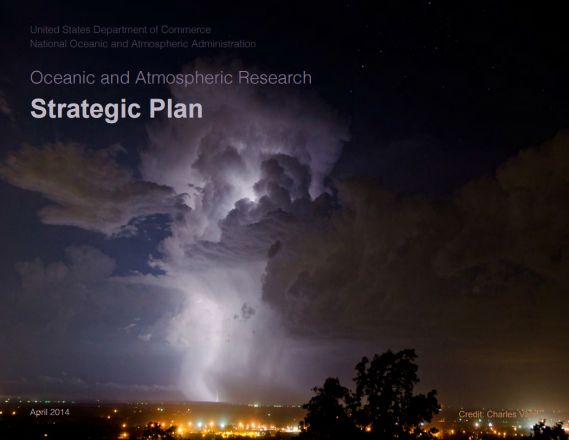 United States Department of Commerce
National Oceanic and Atmospheric Administration
Oceanic and Atmospheric Research
Strategic Plan
April 2014
Credit: Charles